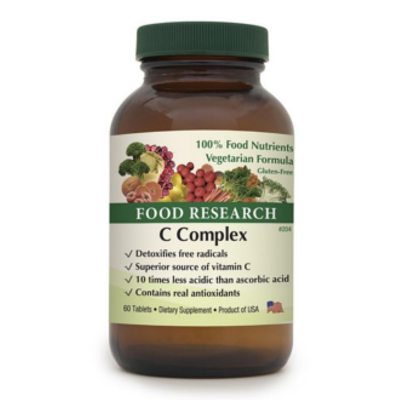 100% Food Nutrients
Vegetarian Formula
Gluten-Free
FOOD RESEARCH
C Complex
#204
✓ Detoxifies free radicals
✓ Superior source of vitamin C
✓ 10 times less acidic than ascorbic acid
✓ Contains real antioxidants
60 Tablets • Dietary Supplement • Product of USA